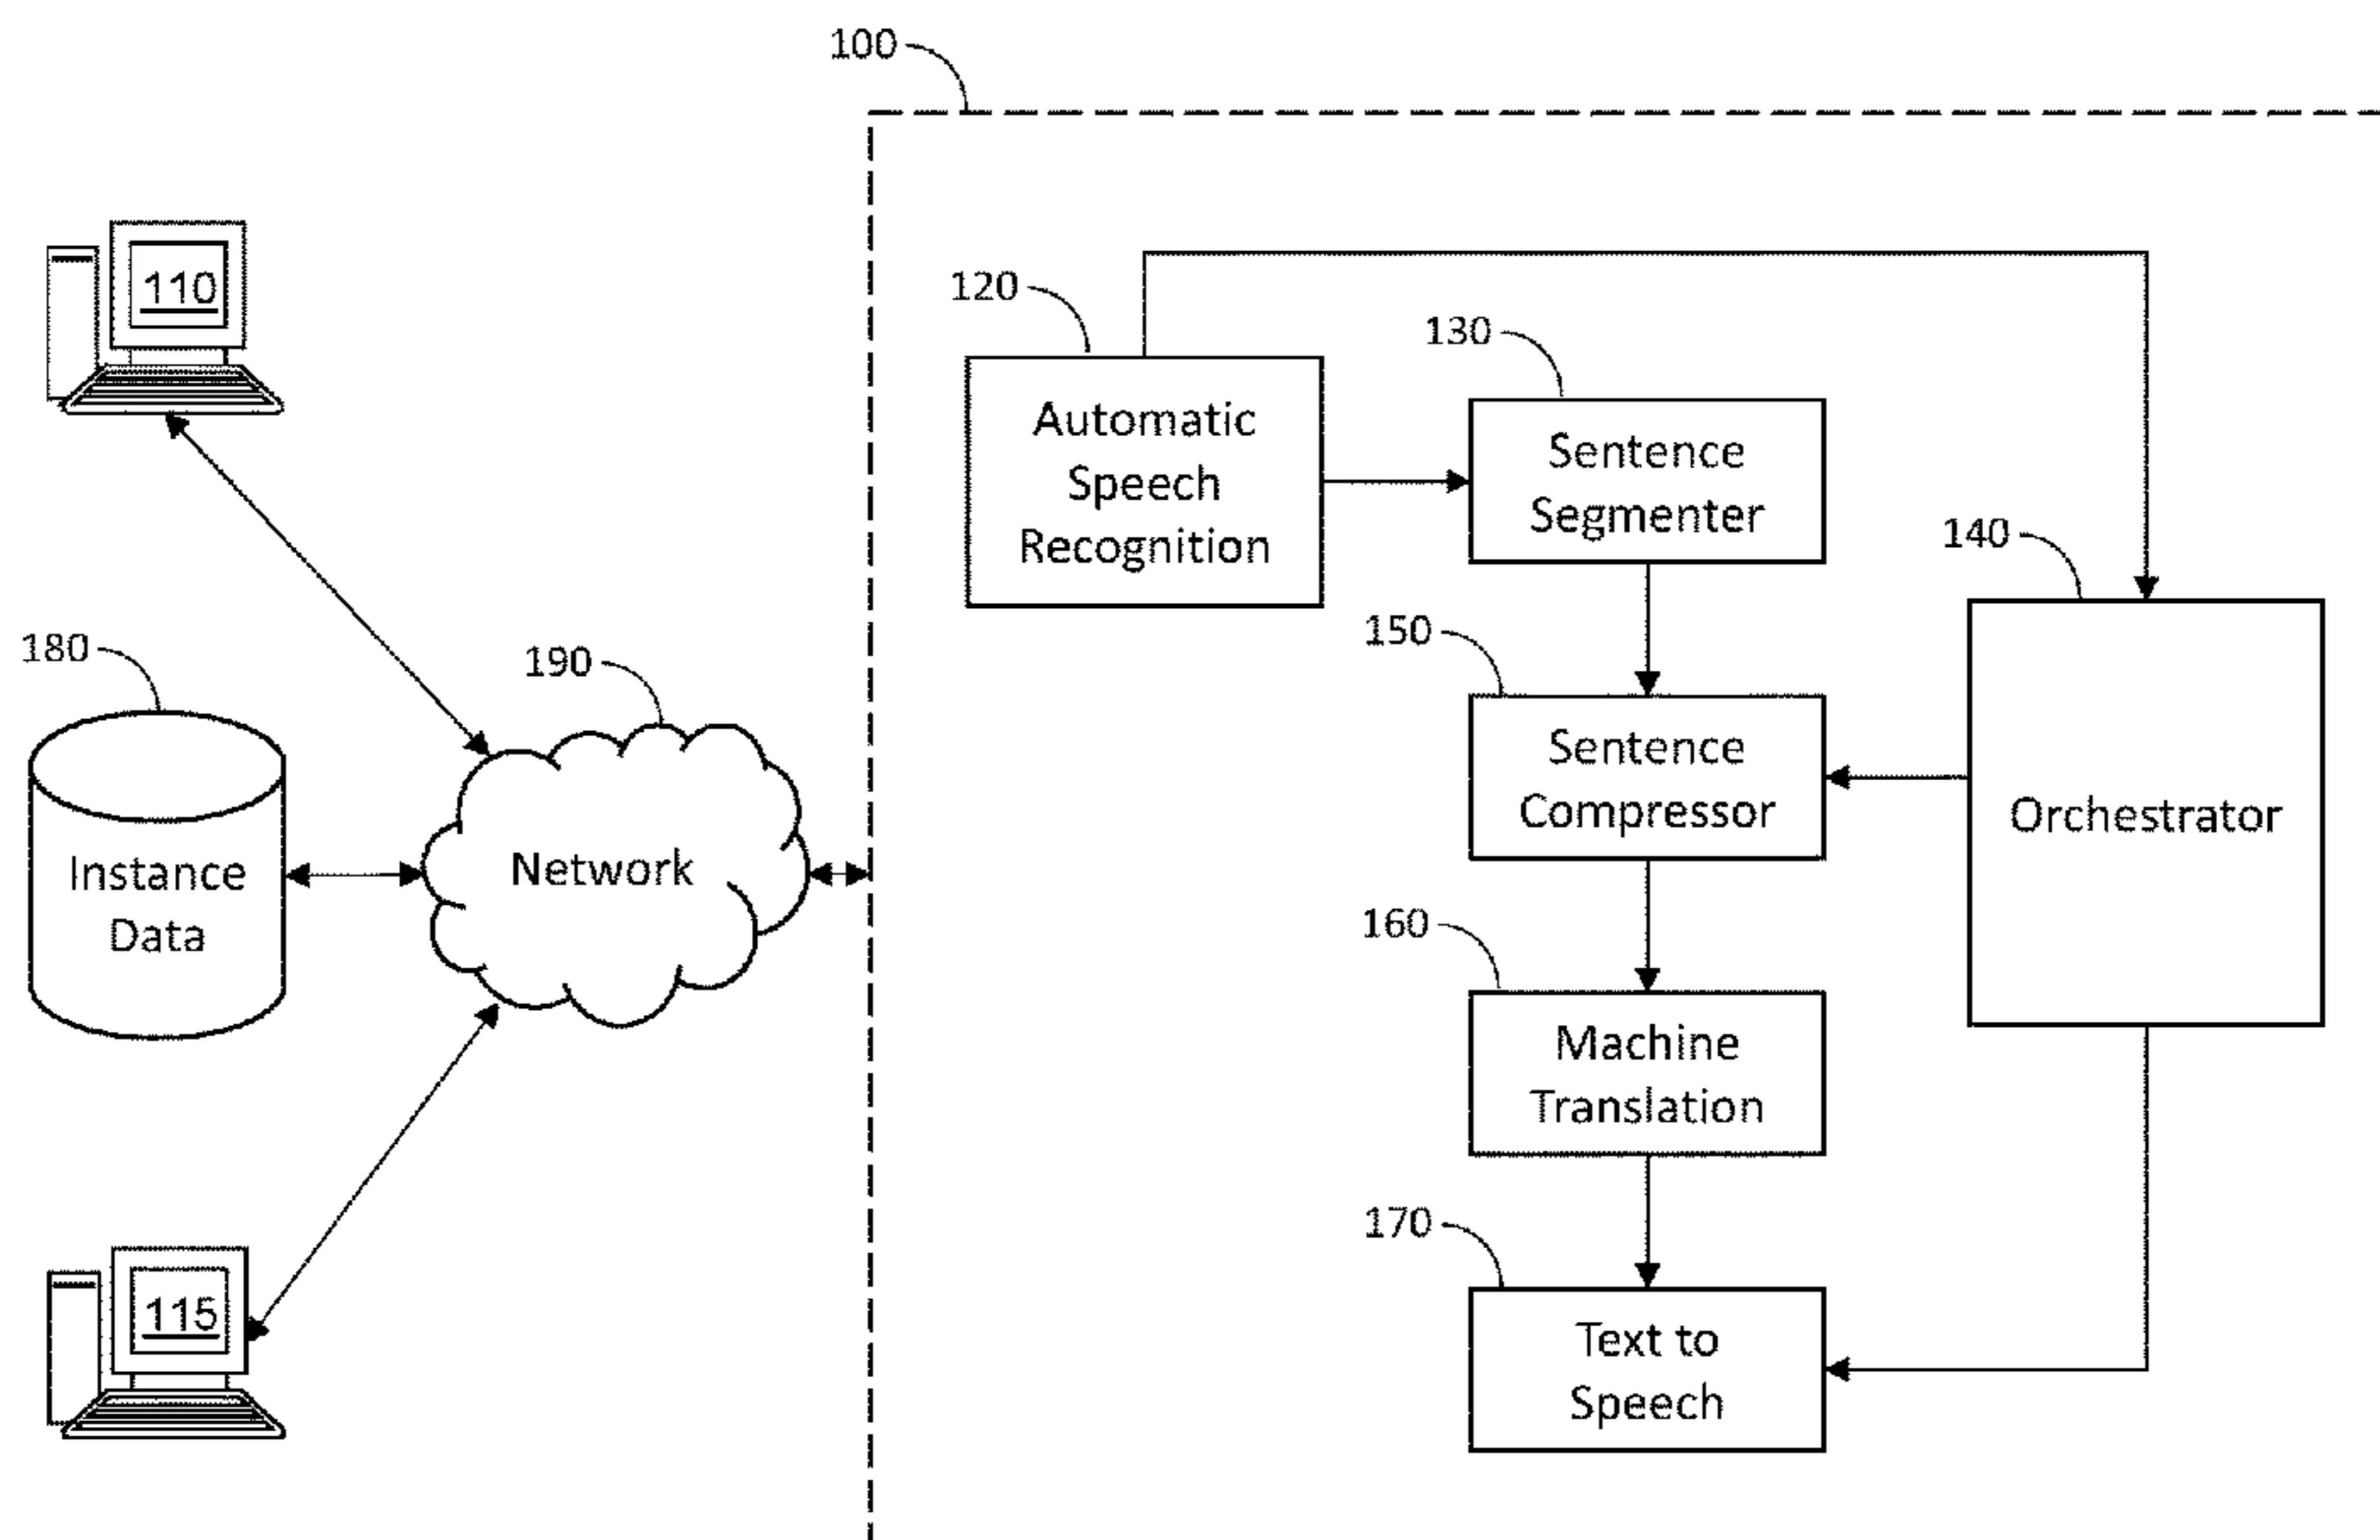 100
110
120
Automatic
Speech
Recognition
130
Sentence
Segmenter
140
Orchestrator
150
Sentence
Compressor
180
Instance
Data
190
Network
160
Machine
Translation
170
Text to
Speech
115